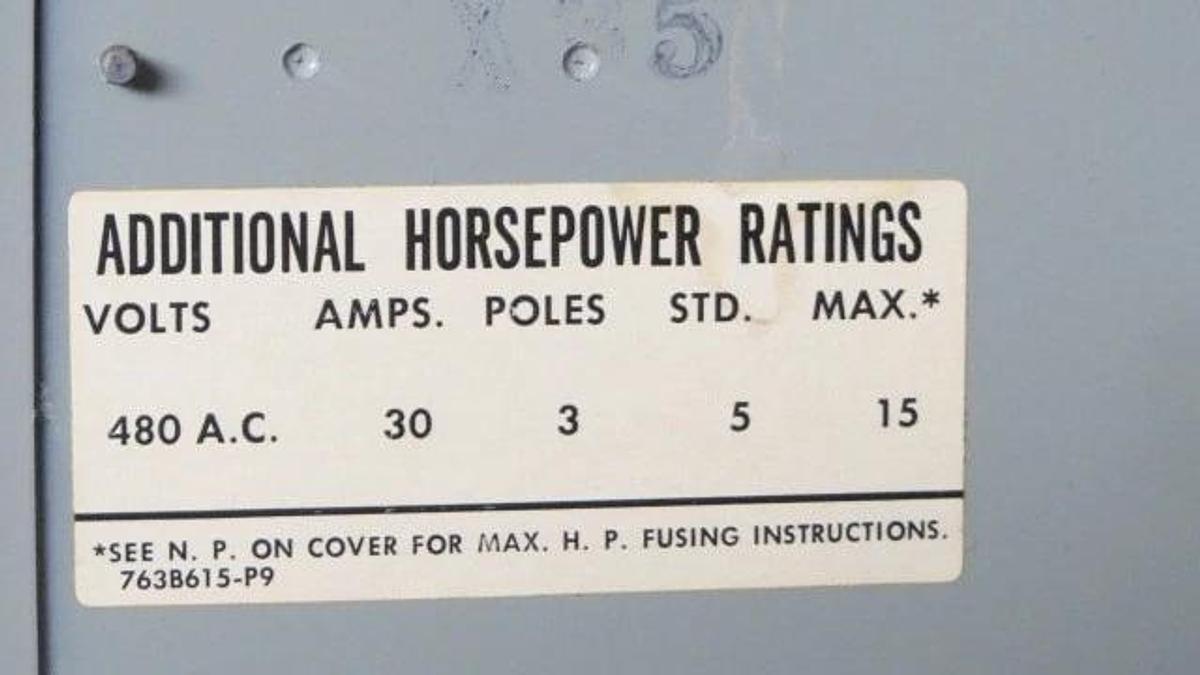 ADDITIONAL HORSEPOWER RATINGS
VOLTS AMPS. POLES STD. MAX.*
480 A.C. 30 3 5 15
*SEE N. P. ON COVER FOR MAX. H. P. FUSING INSTRUCTIONS.
763B615-P9